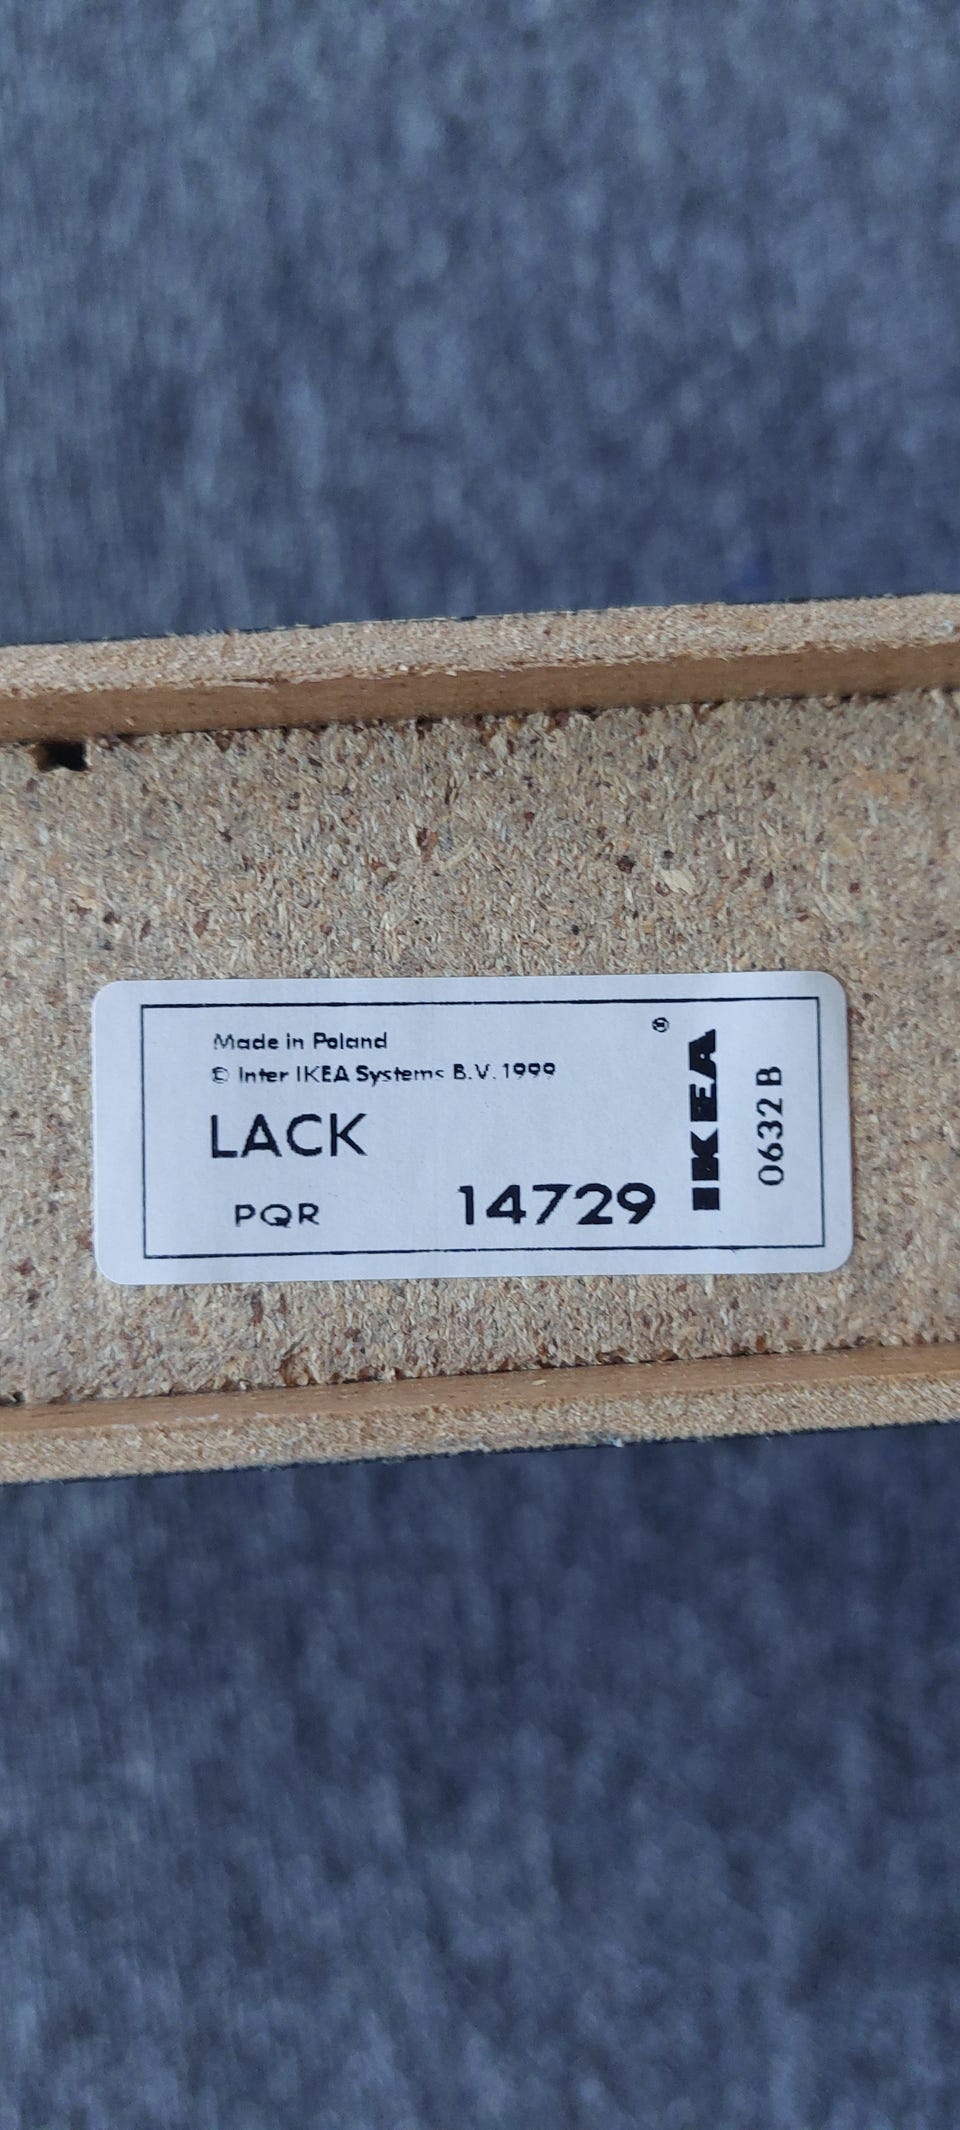 Made in Poland
© Inter IKEA Systems B.V. 1999
LACK
PQR 14729
IKEA®
0632 B